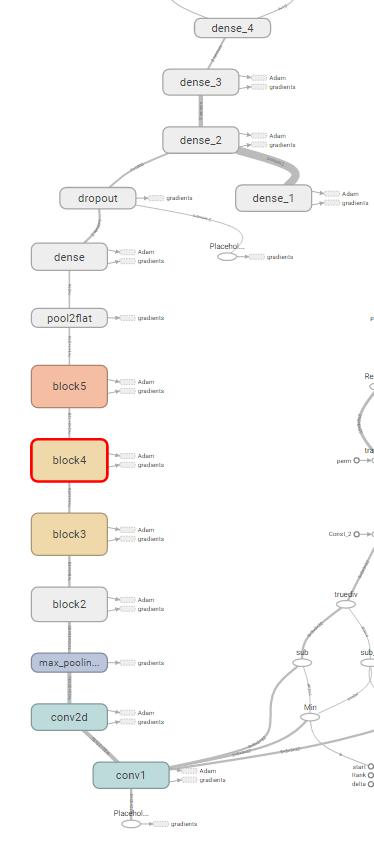 dense_4
dense_3
Adam
gradients
dense_2
Adam
gradients
dropout
gradients
dense_1
Adam
gradients
dense
Adam
gradients
Placehol...
gradients
pool2flat
gradients
block5
Adam
gradients
block4
Adam
gradients
perm
block3
Adam
gradients
Const_2
block2
Adam
gradients
truediv
max_poolin...
gradients
sub
sub
conv2d
Adam
gradients
Min
conv1
Adam
gradients
start
Rank
delta
Placehol...
gradients